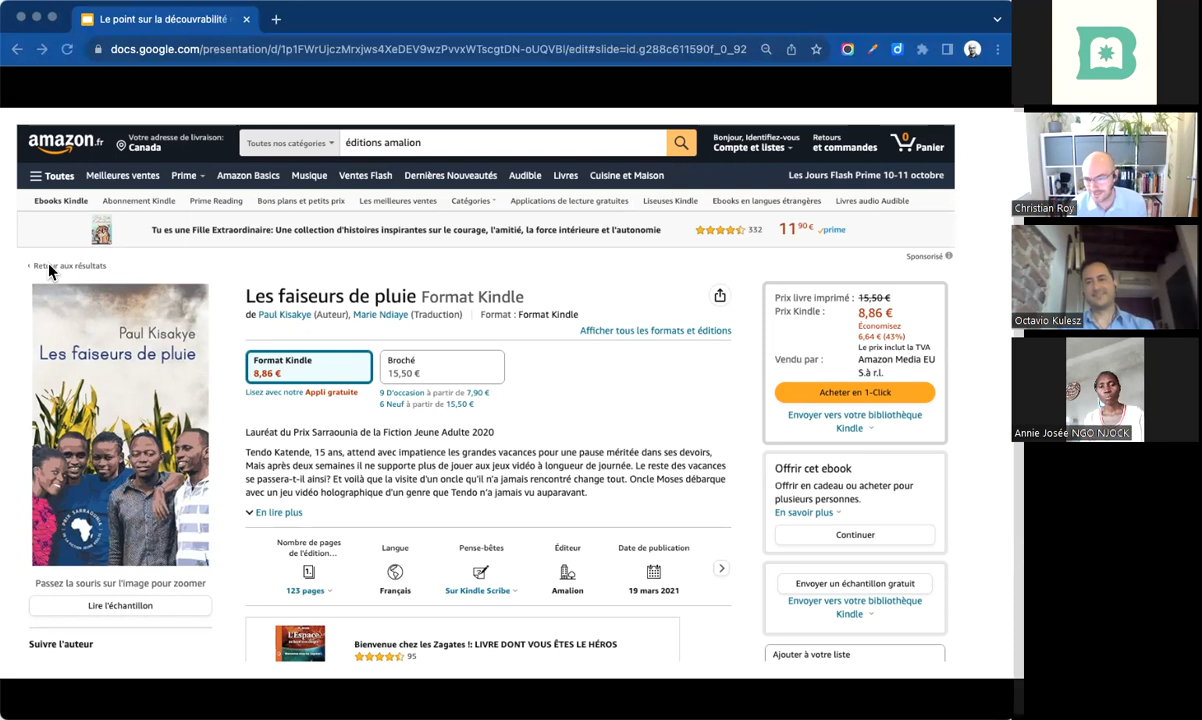 Le point sur la découvrabilité
docs.google.com/presentation/d/1p1FWrUjczMrxjws4XeDEV9wzPvvxWTscgtDN-oUQVBI/edit#slide=id.g288c611590f_0_92
amazon.fr
Votre adresse de livraison:
Canada
Toutes nos catégories
éditions amalion
Bonjour, Identifiez-vous
Compte et listes
Retours
et commandes
0
Panier
Toutes
Meilleures ventes
Prime
Amazon Basics
Musique
Ventes Flash
Dernières Nouveautés
Audible
Livres
Cuisine et Maison
Les Jours Flash Prime 10-11 octobre
Ebooks Kindle
Abonnement Kindle
Prime Reading
Bons plans et petits prix
Les meilleures ventes
Catégories
Applications de lecture gratuites
Liseuses Kindle
Ebooks en langues étrangères
Livres audio Audible
Tu es une Fille Extraordinaire: Une collection d'histoires inspirantes sur le courage, l'amitié, la force intérieure et l'autonomie
332
11,90 €
prime
Sponsorisé
‹ Retour aux résultats
Paul Kisakye
Les faiseurs de pluie
PRIX SARRAOUNIA
Passez la souris sur l'image pour zoomer
Lire l'échantillon
Suivre l'auteur
Les faiseurs de pluie Format Kindle
de Paul Kisakye (Auteur), Marie Ndiaye (Traduction) | Format : Format Kindle
Afficher tous les formats et éditions
Format Kindle
8,86 €
Broché
15,50 €
Lisez avec notre Appli gratuite
9 D'occasion à partir de 7,90 €
6 Neuf à partir de 15,50 €
Lauréat du Prix Sarraounia de la Fiction Jeune Adulte 2020
Tendo Katende, 15 ans, attend avec impatience les grandes vacances pour une pause méritée dans ses devoirs,
Mais après deux semaines il ne supporte plus de jouer aux jeux vidéo à longueur de journée. Le reste des vacances
se passera-t-il ainsi? Et voilà que la visite d'un oncle qu'il n'a jamais rencontré change tout. Oncle Moses débarque
avec un jeu vidéo holographique d'un genre que Tendo n'a jamais vu auparavant.
En lire plus
Nombre de pages
de l'édition...
123 pages
Langue
Français
Pense-bêtes
Sur Kindle Scribe
Éditeur
Amalion
Date de publication
19 mars 2021
L'Espace
Bienvenue chez les Zagates !: LIVRE DONT VOUS ÊTES LE HÉROS
95
Prix livre imprimé : 15,50 €
Prix Kindle : 8,86 €
Économisez
6,64 € (43%)
Le prix inclut la TVA
Vendu par : Amazon Media EU
S.à r.l.
Acheter en 1-Click
Envoyer vers votre bibliothèque
Kindle
Offrir cet ebook
Offrir en cadeau ou acheter pour
plusieurs personnes.
En savoir plus
Continuer
Envoyer un échantillon gratuit
Envoyer vers votre bibliothèque
Kindle
Ajouter à votre liste
Christian Roy
Octavio Kulesz
Annie Josée NGO NJOCK